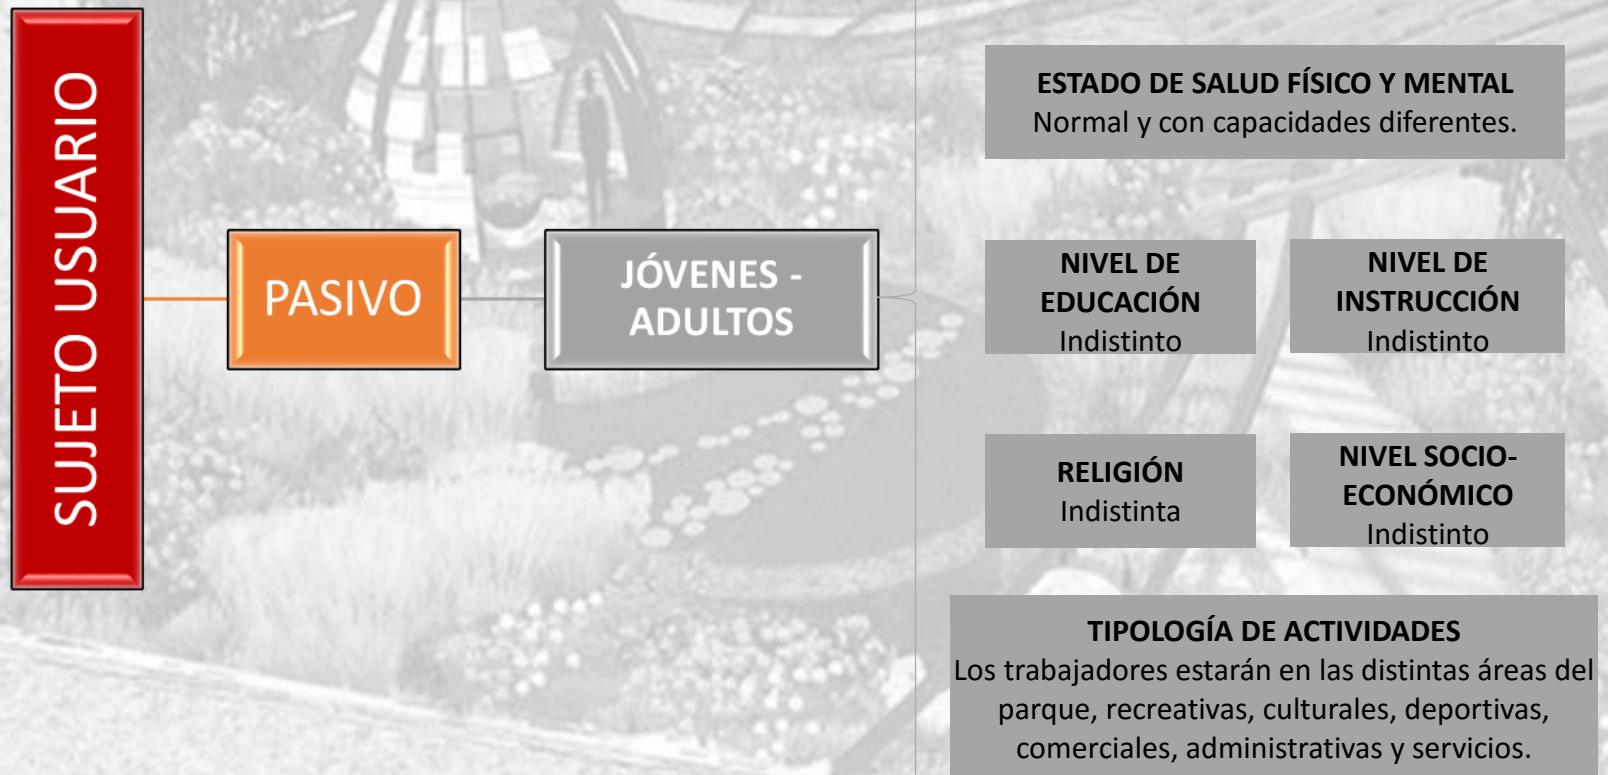 SUJETO USUARIO
PASIVO
JÓVENES -
ADULTOS
ESTADO DE SALUD FÍSICO Y MENTAL
Normal y con capacidades diferentes.
NIVEL DE
EDUCACIÓN
Indistinto
NIVEL DE
INSTRUCCIÓN
Indistinto
RELIGIÓN
Indistinta
NIVEL SOCIO-
ECONÓMICO
Indistinto
TIPOLOGÍA DE ACTIVIDADES
Los trabajadores estarán en las distintas áreas del
parque, recreativas, culturales, deportivas,
comerciales, administrativas y servicios.